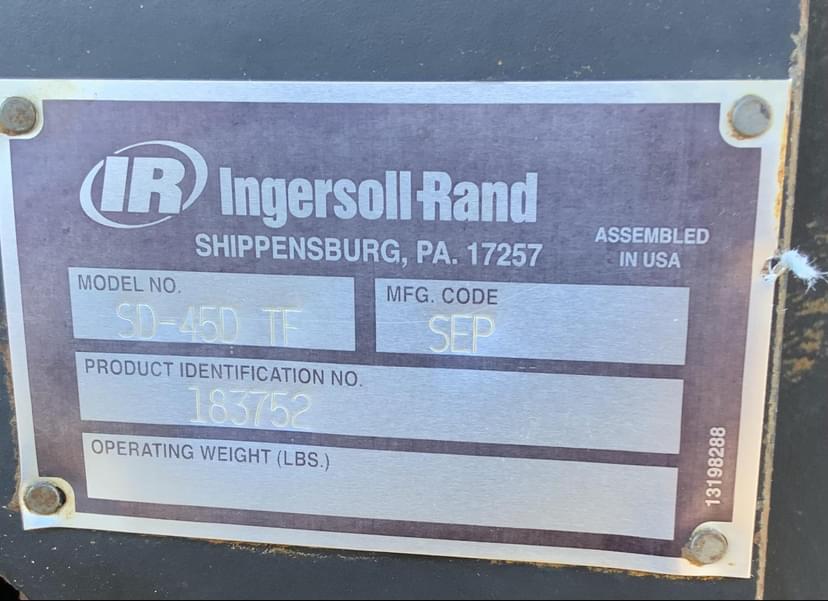 IR Ingersoll-Rand
SHIPPENSBURG, PA. 17257
ASSEMBLED
IN USA
MODEL NO.
SD-45D TF
MFG. CODE
SEP
PRODUCT IDENTIFICATION NO.
183752
OPERATING WEIGHT (LBS.)
13198288